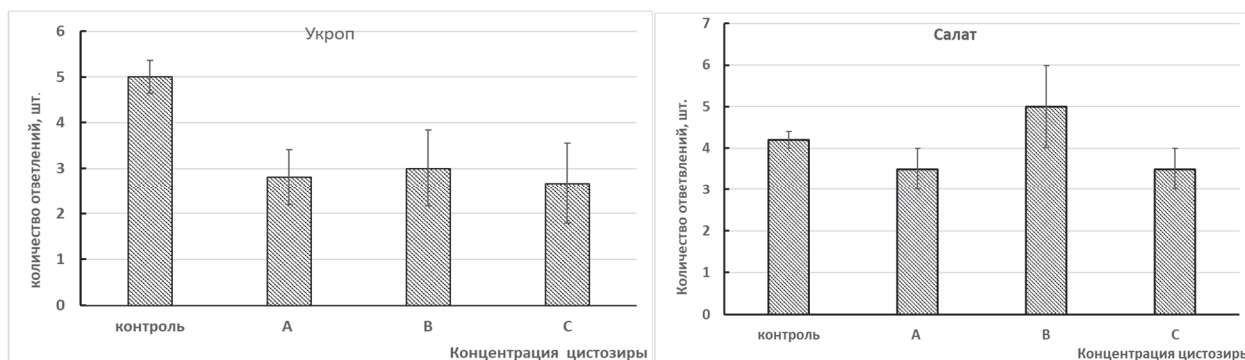 Укроп
количество ответлений, шт.
6
5
4
3
2
1
0
контроль A B C
Концентрация цистозиры
Салат
Количество ответвлений, шт.
7
6
5
4
3
2
1
0
контроль A B C
Концентрация цистозиры